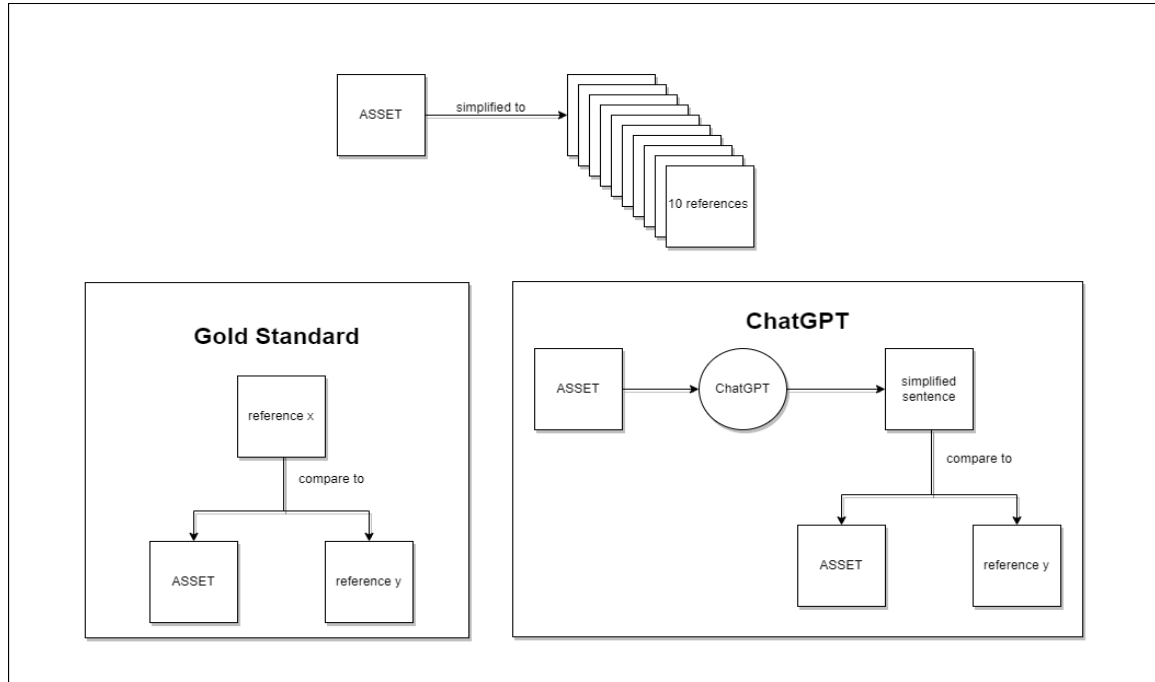 ASSET
simplified to
10 references
Gold Standard
reference x
compare to
ASSET
reference y
ChatGPT
ASSET
ChatGPT
simplified
sentence
compare to
ASSET
reference y